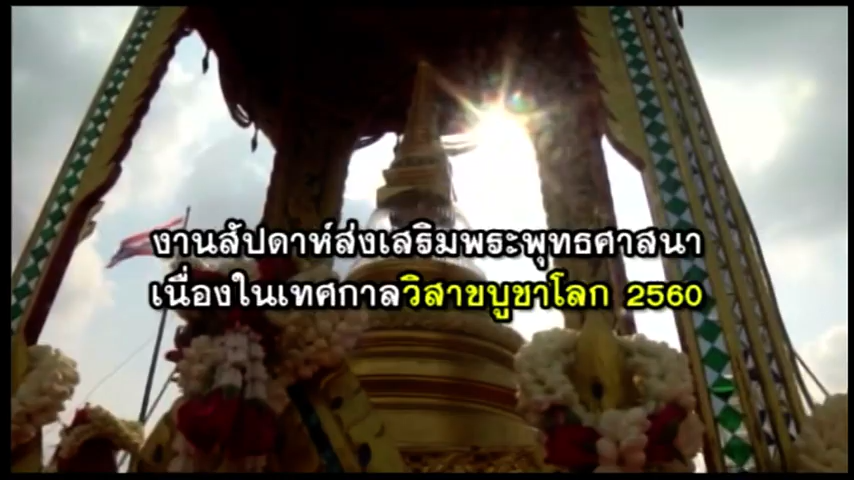 งานสัปดาห์ส่งเสริมพระพุทธศาสนา
เนื่องในเทศกาลวิสาขบูชาโลก 2560